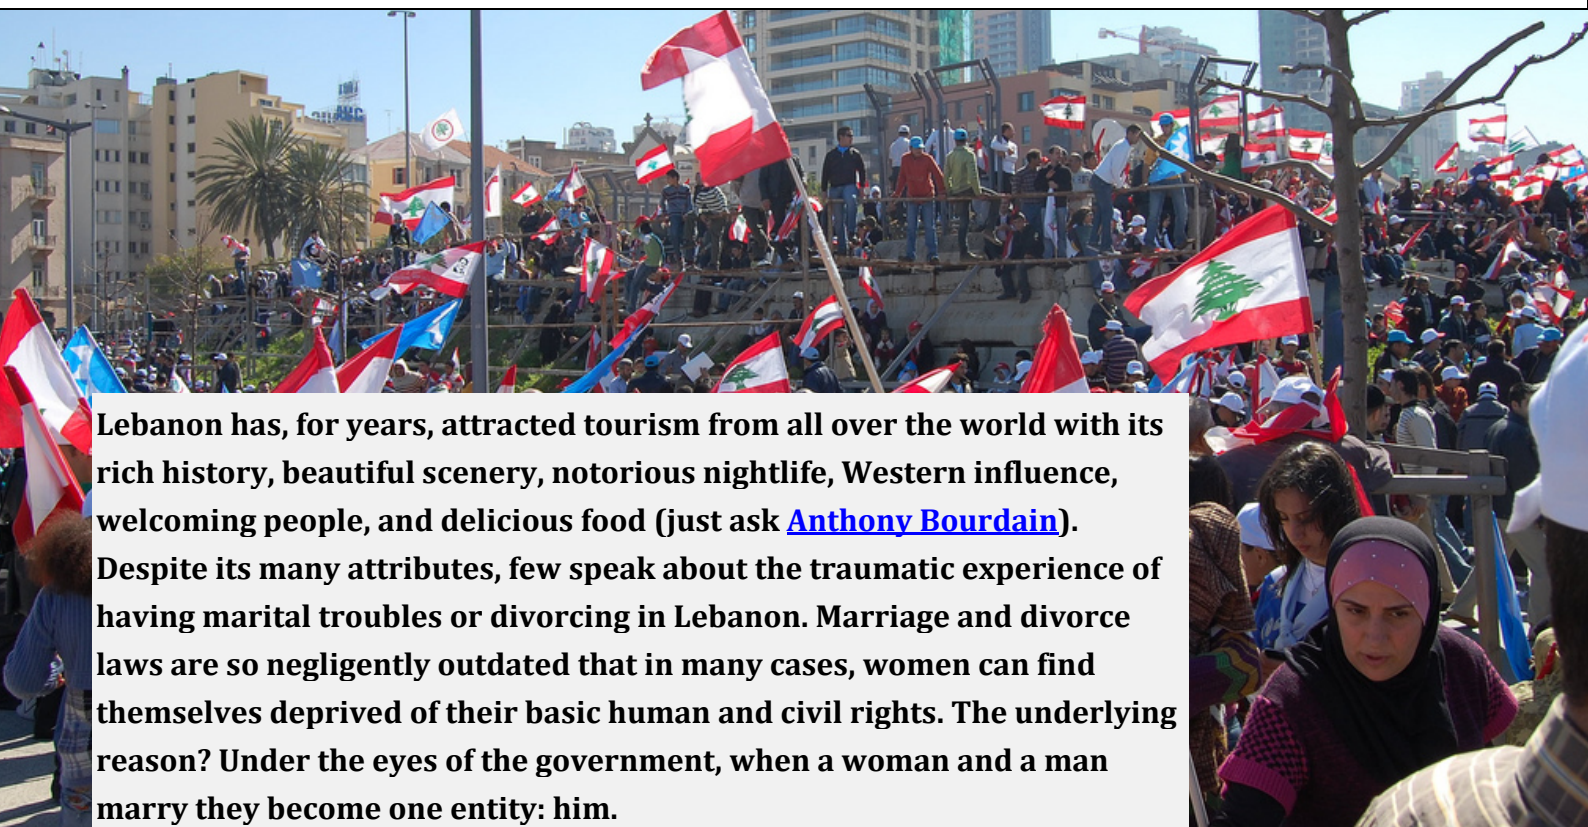 Lebanon has, for years, attracted tourism from all over the world with its
rich history, beautiful scenery, notorious nightlife, Western influence,
welcoming people, and delicious food (just ask Anthony Bourdain).
Despite its many attributes, few speak about the traumatic experience of
having marital troubles or divorcing in Lebanon. Marriage and divorce
laws are so negligently outdated that in many cases, women can find
themselves deprived of their basic human and civil rights. The underlying
reason? Under the eyes of the government, when a woman and a man
marry they become one entity: him.